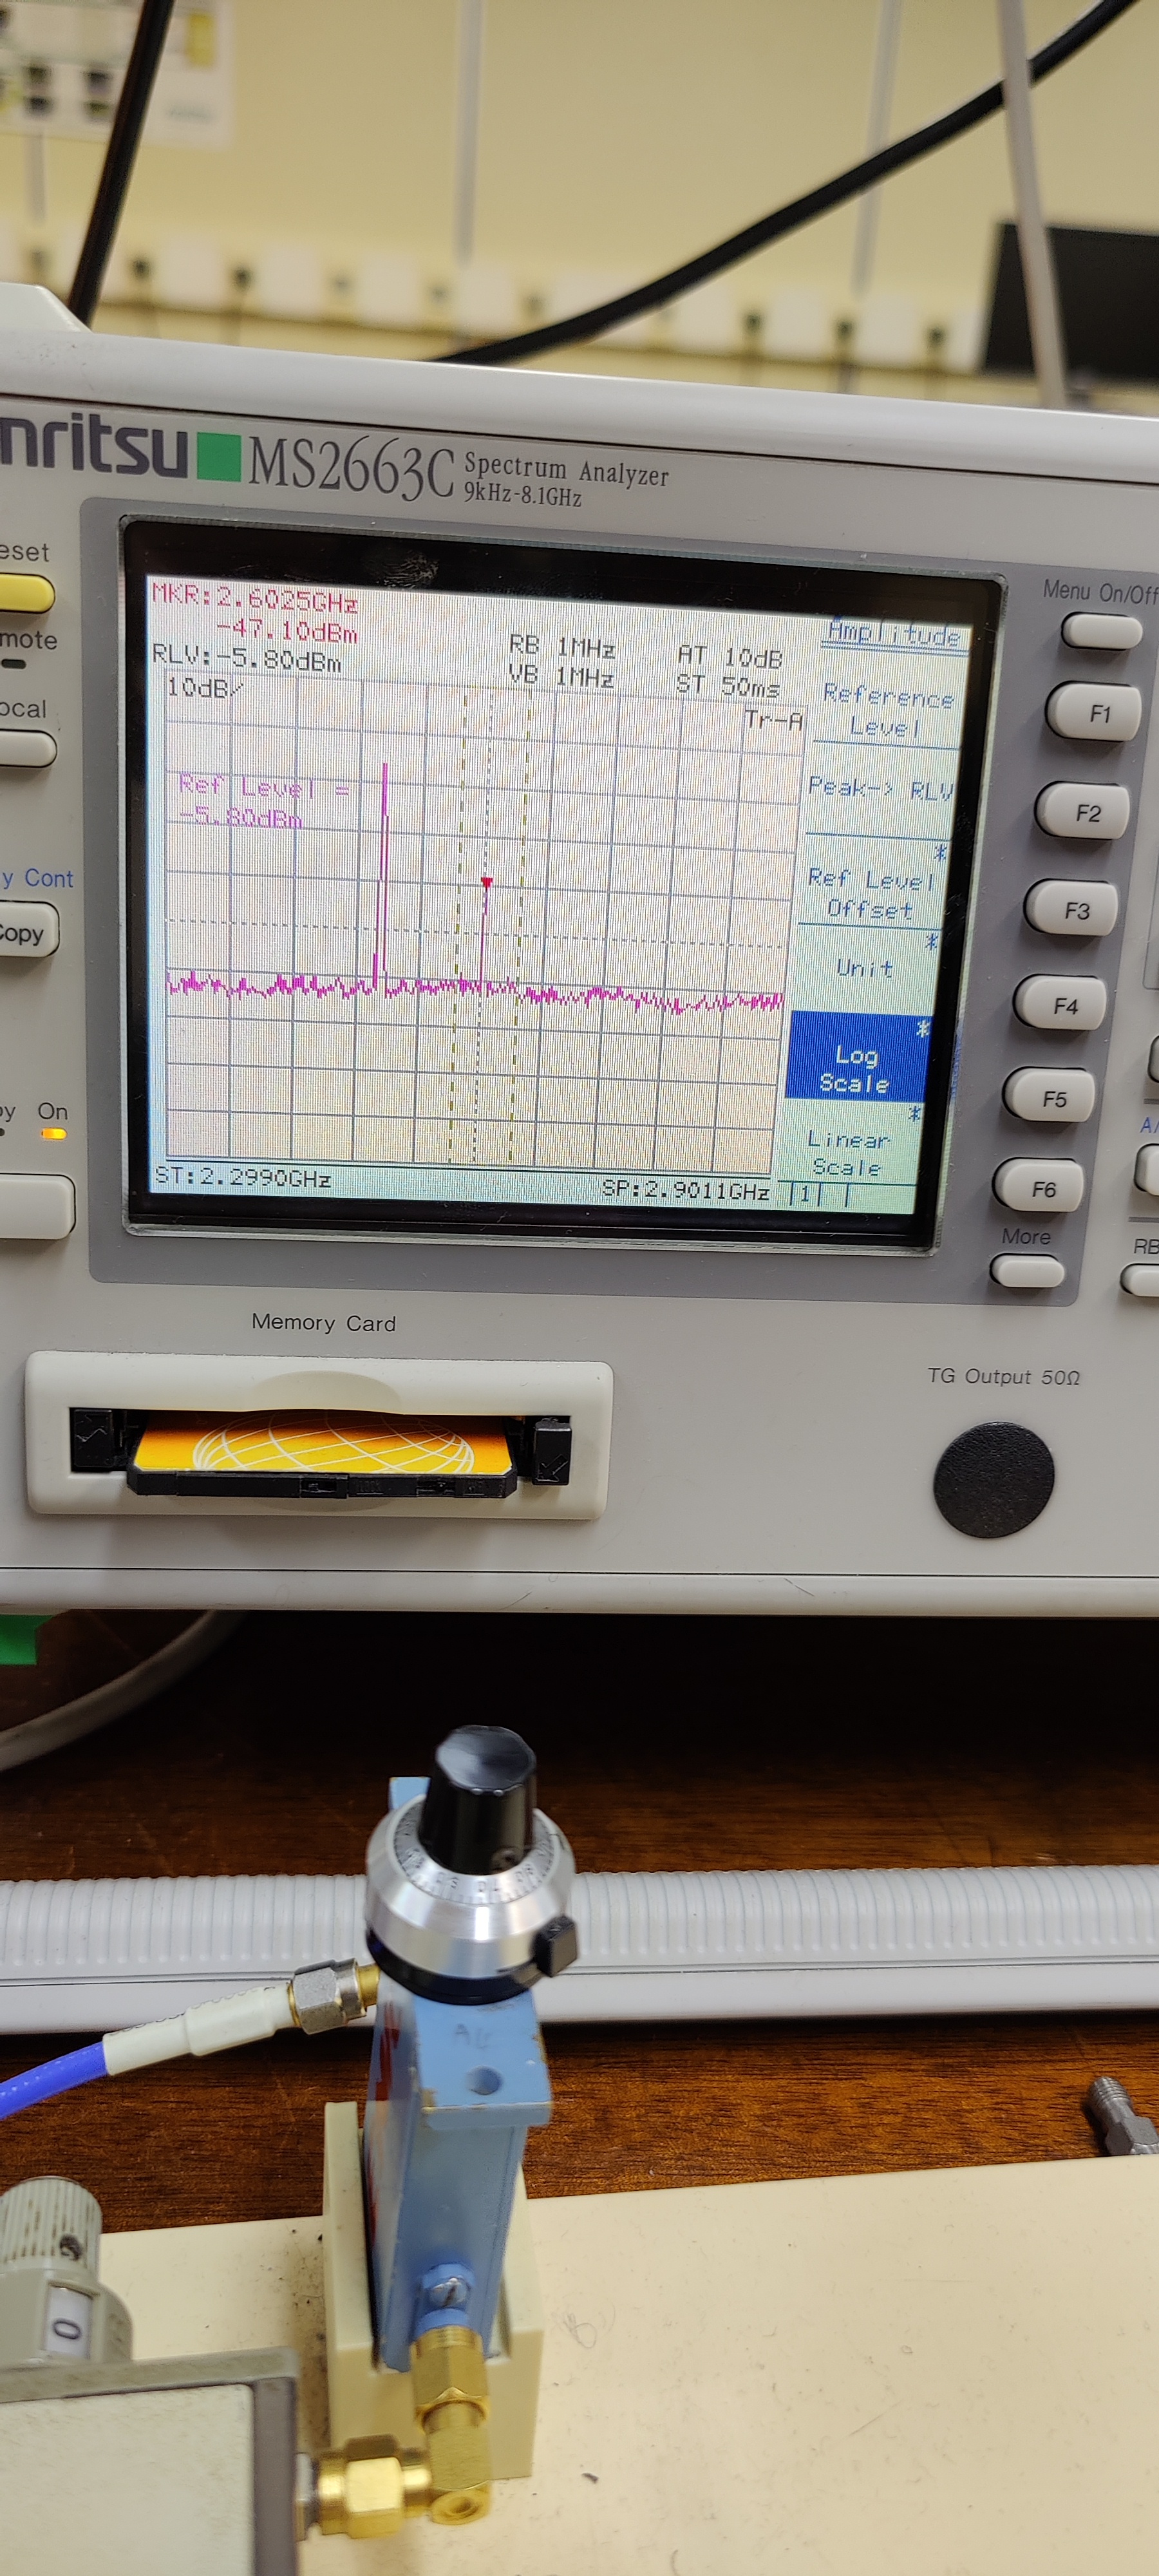 nritsu MS2663C Spectrum Analyzer
9kHz-8.1GHz
eset
mote
ocal
y Cont
Copy
On
MKR:2.6025GHz
-47.10dBm
RLV:-5.80dBm
RB 1MHz
VB 1MHz
AT 10dB
ST 50ms
10dB/
Tr-A
Ref Level =
-5.80dBm
ST:2.2990GHz
SP:2.9011GHz
Amplitude
Reference
Level
Peak-> RLV
*
Ref Level
Offset
*
Unit
*
Log
Scale
*
Linear
Scale
1
Menu On/Off
F1
F2
F3
F4
F5
F6
More
A/
RB
Memory Card
TG Output 50Ω
0